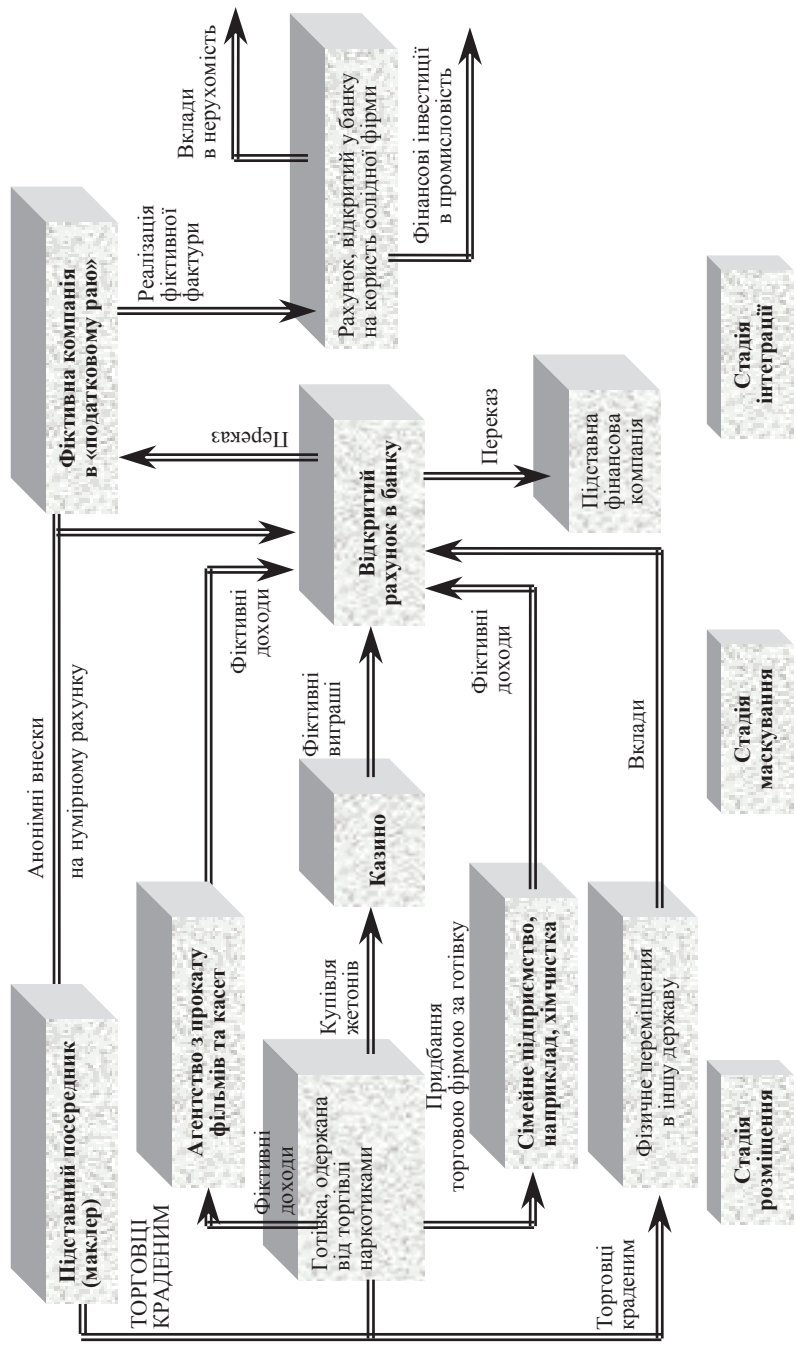 Підставний посередник
(маклер)
Анонімні внески
на нумірному рахунку
Фіктивна компанія
в «податковому раю»
ТОРГОВЦІ
КРАДЕНИМ
Агентство з прокату
фільмів та касет
Фіктивні
доходи
Переказ
Реалізація
фіктивної
фактури
Вклади
в нерухомість
Фіктивні
доходи
Готівка, одержана
від торгівлі
наркотиками
Купівля
жетонів
Казино
Фіктивні
виграші
Відкритий
рахунок в банку
Рахунок, відкритий у банку
на користь солідної фірми
Придбання
торговою фірмою за готівку
Сімейне підприємство,
наприклад, хімчистка
Фіктивні
доходи
Переказ
Підставна
фінансова
компанія
Фінансові інвестиції
в промисловість
Торговці
краденим
Фізичне переміщення
в іншу державу
Вклади
Стадія
розміщення
Стадія
маскування
Стадія
інтеграції